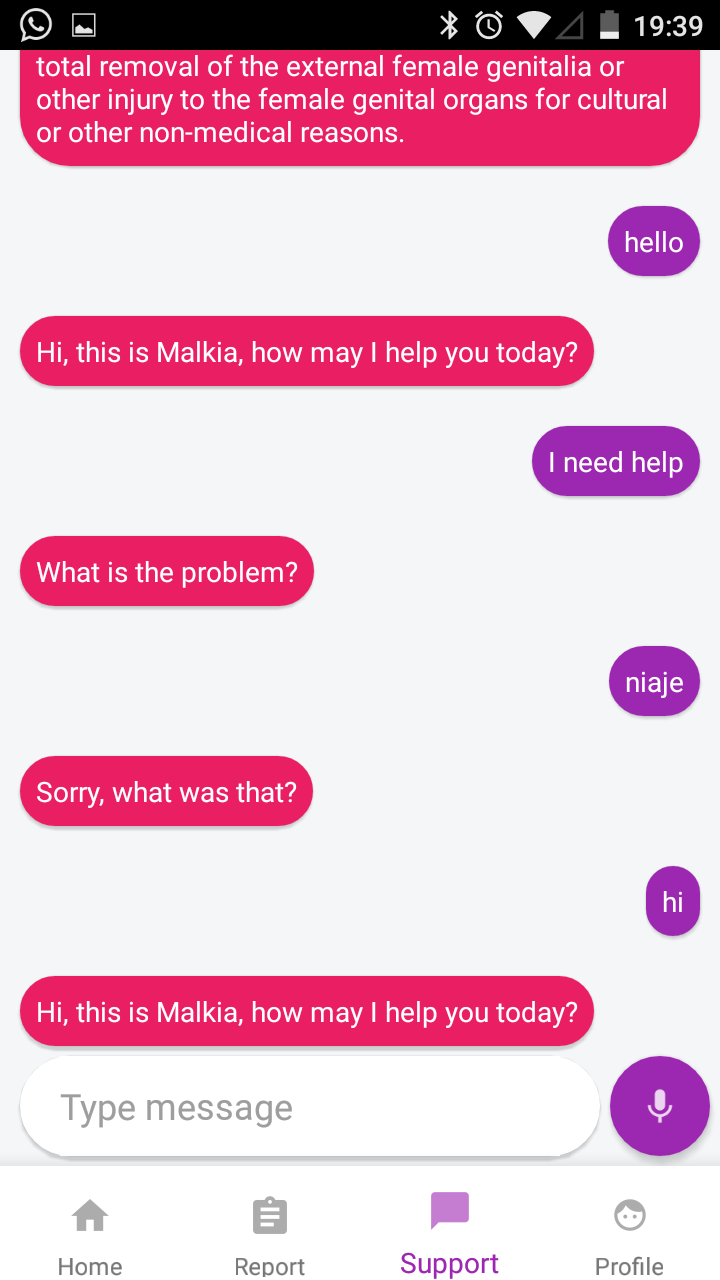 19:39
total removal of the external female genitalia or
other injury to the female genital organs for cultural
or other non-medical reasons.
hello
Hi, this is Malkia, how may I help you today?
I need help
What is the problem?
niaje
Sorry, what was that?
hi
Hi, this is Malkia, how may I help you today?
Type message
Home Report Support Profile